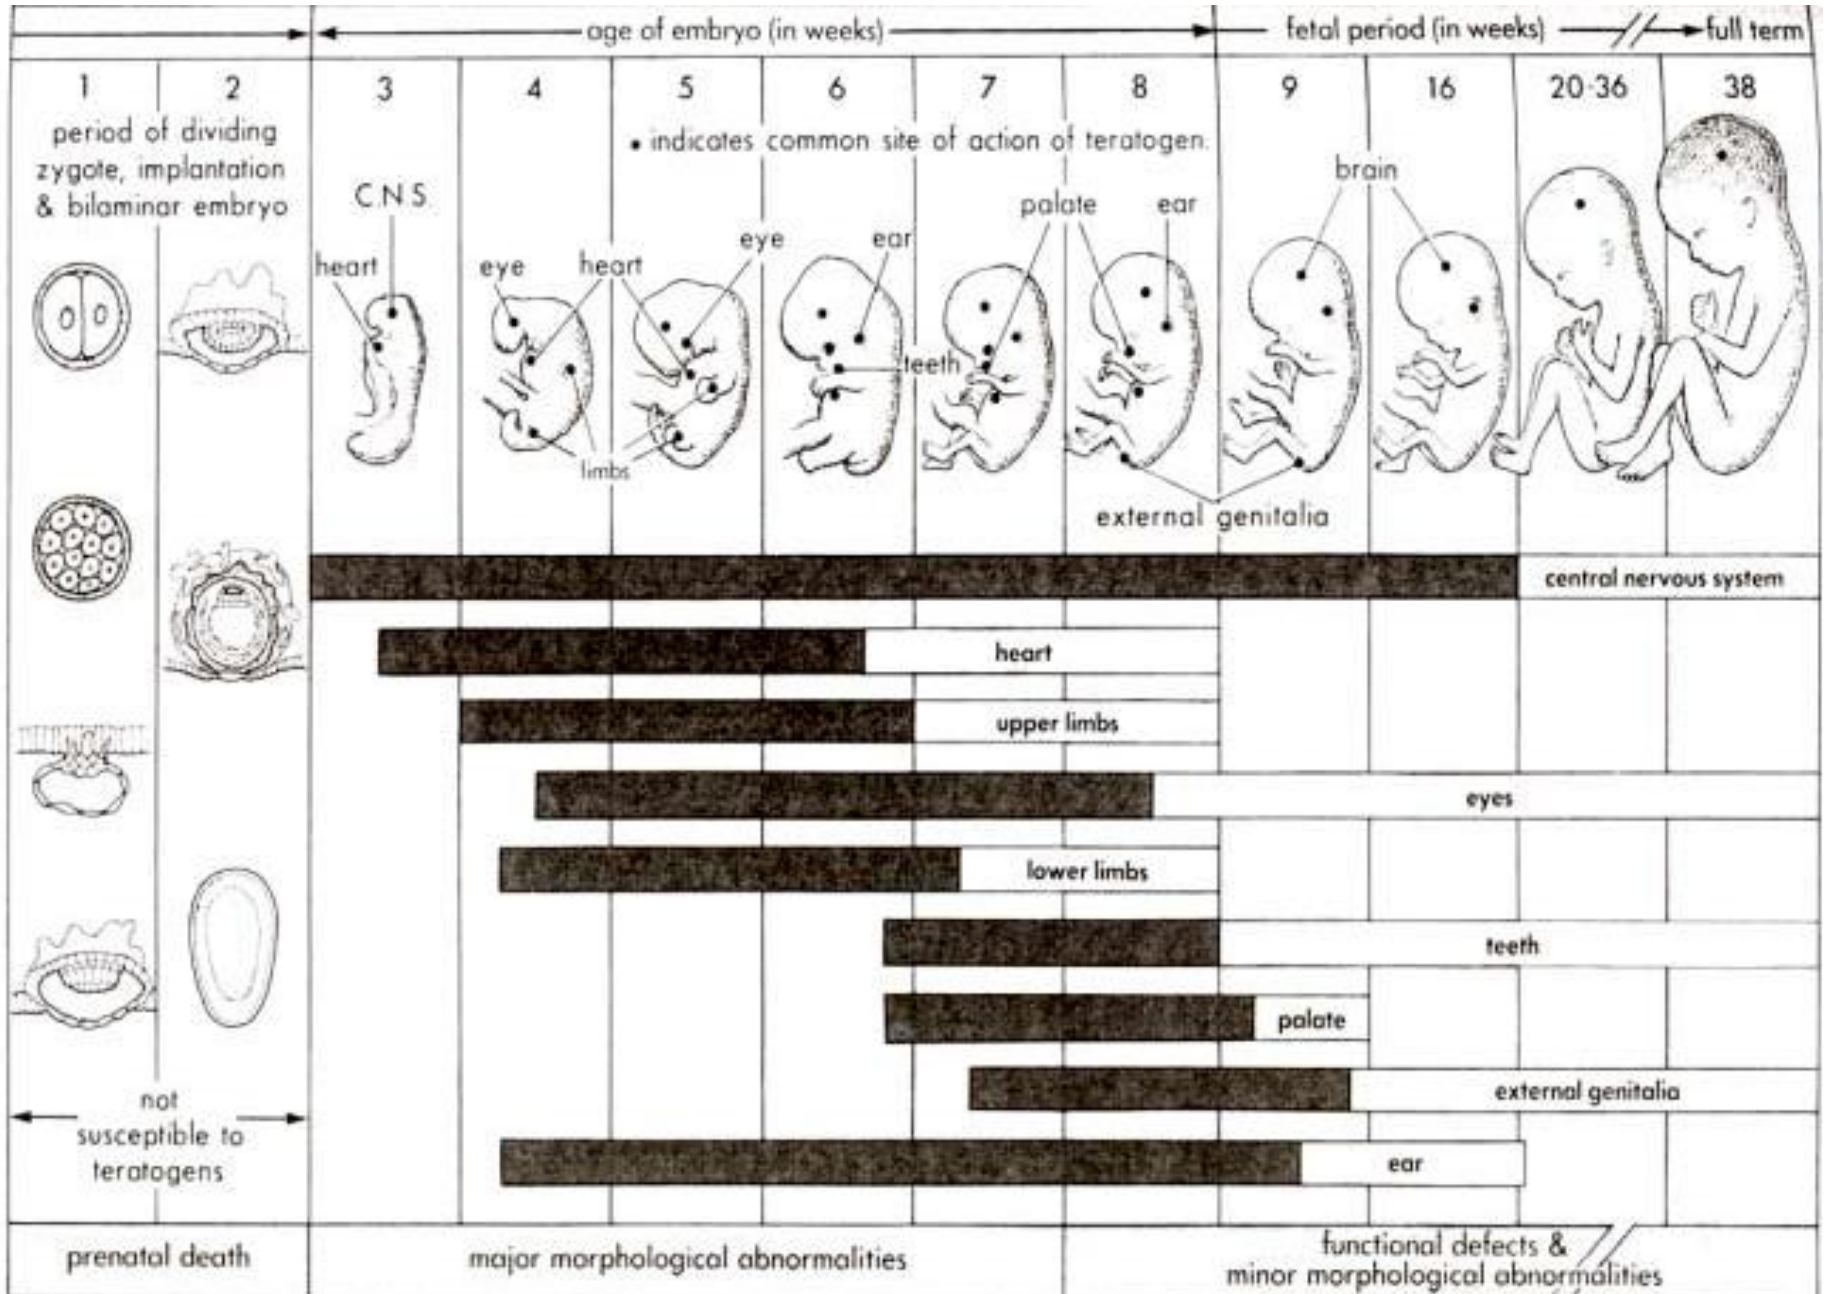 age of embryo (in weeks)
fetal period (in weeks)
full term
1
2
3
4
5
6
7
8
9
16
20-36
38
period of dividing
zygote, implantation
& bilaminar embryo
• indicates common site of action of teratogen.
C.N.S.
heart
eye
heart
limbs
eye
ear
teeth
palate
ear
brain
external genitalia
central nervous system
heart
upper limbs
eyes
lower limbs
teeth
palate
external genitalia
ear
not
susceptible to
teratogens
prenatal death
major morphological abnormalities
functional defects &
minor morphological abnormalities